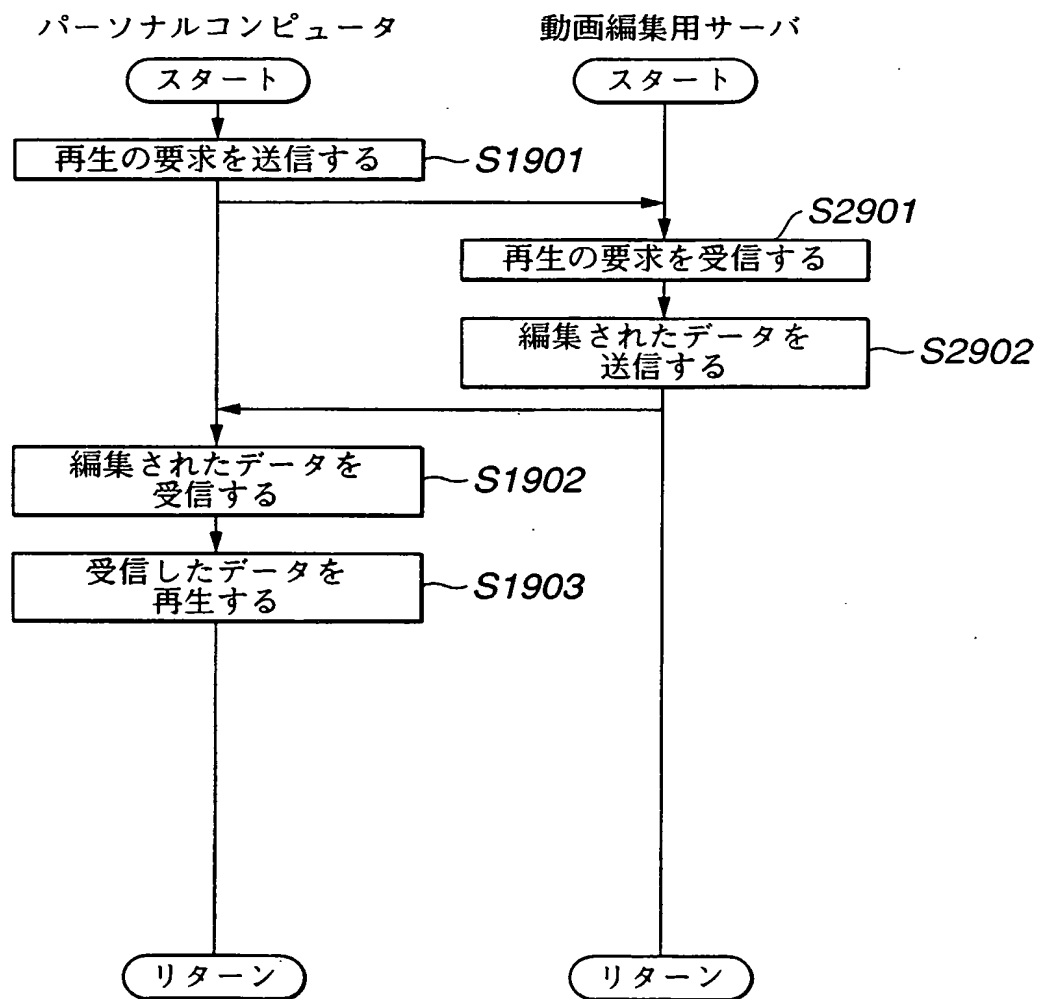 パーソナルコンピュータ
動画編集用サーバ
スタート
スタート
再生の要求を送信する
S1901
S2901
再生の要求を受信する
編集されたデータを
送信する
S2902
編集されたデータを
受信する
S1902
受信したデータを
再生する
S1903
リターン
リターン